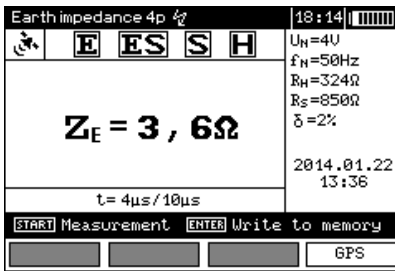 Earth impedance 4p 18:14
E ES S H
UN=4V
fN=50Hz
RH=324Ω
RS=850Ω
δ=2%
ZE = 3,6Ω
2014.01.22
13:36
t= 4µs/10µs
START Measurement ENTER Write to memory
GPS